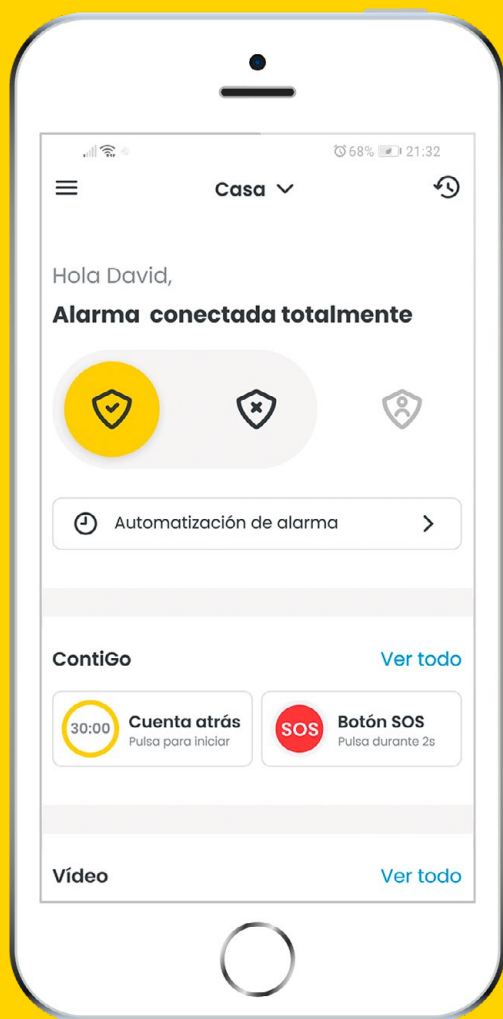 68% 21:32
Casa
Hola David,
Alarma conectada totalmente
Automatización de alarma
ContiGo Ver todo
30:00 Cuenta atrás
Pulsa para iniciar
SOS Botón SOS
Pulsa durante 2s
Vídeo Ver todo